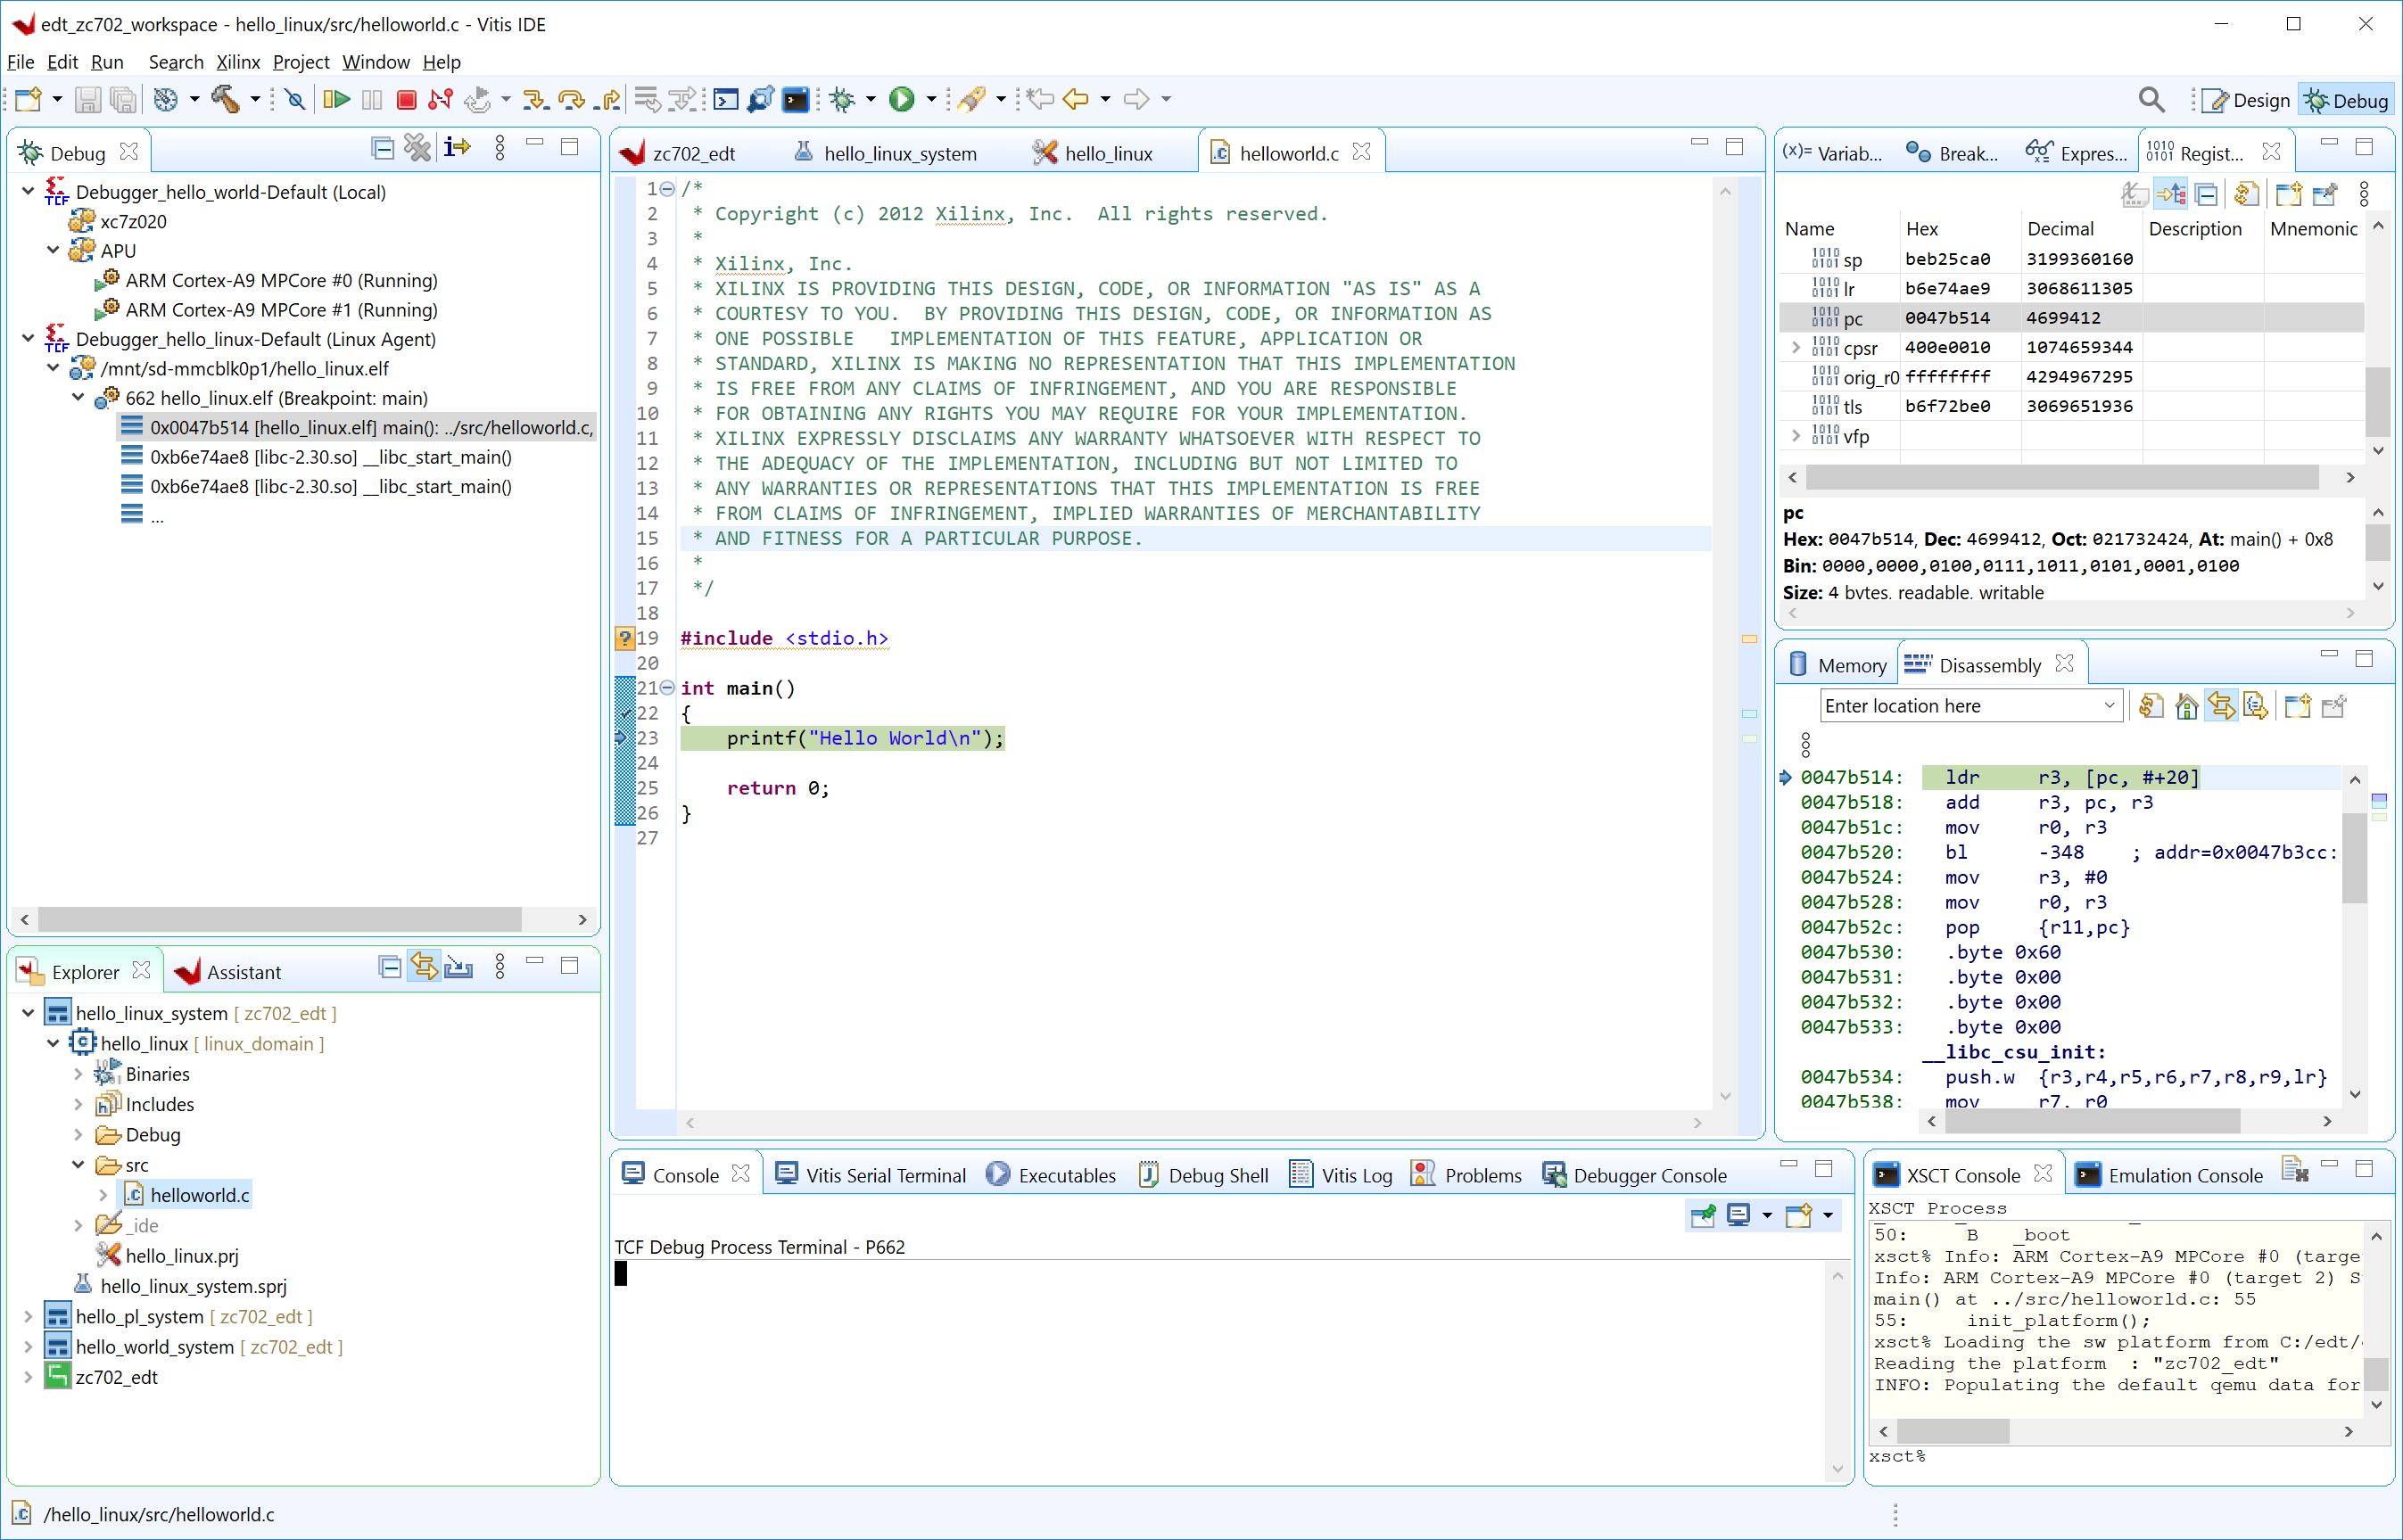 edt_zc702_workspace - hello_linux/src/helloworld.c - Vitis IDE
File Edit Run Search Xilinx Project Window Help
Design Debug
Debug
Debugger_hello_world-Default (Local)
xc7z020
APU
ARM Cortex-A9 MPCore #0 (Running)
ARM Cortex-A9 MPCore #1 (Running)
Debugger_hello_linux-Default (Linux Agent)
/mnt/sd-mmcblk0p1/hello_linux.elf
662 hello_linux.elf (Breakpoint: main)
0x0047b514 [hello_linux.elf] main(): ../src/helloworld.c,
0xb6e74ae8 [libc-2.30.so] __libc_start_main()
0xb6e74ae8 [libc-2.30.so] __libc_start_main()
...
Explorer Assistant
hello_linux_system [ zc702_edt ]
hello_linux [ linux_domain ]
Binaries
Includes
Debug
src
helloworld.c
_ide
hello_linux.prj
hello_linux_system.sprj
hello_pl_system [ zc702_edt ]
hello_world_system [ zc702_edt ]
zc702_edt
zc702_edt hello_linux_system hello_linux helloworld.c
1 /*
2  * Copyright (c) 2012 Xilinx, Inc.  All rights reserved.
3  *
4  * Xilinx, Inc.
5  * XILINX IS PROVIDING THIS DESIGN, CODE, OR INFORMATION "AS IS" AS A
6  * COURTESY TO YOU.  BY PROVIDING THIS DESIGN, CODE, OR INFORMATION AS
7  * ONE POSSIBLE   IMPLEMENTATION OF THIS FEATURE, APPLICATION OR
8  * STANDARD, XILINX IS MAKING NO REPRESENTATION THAT THIS IMPLEMENTATION
9  * IS FREE FROM ANY CLAIMS OF INFRINGEMENT, AND YOU ARE RESPONSIBLE
10  * FOR OBTAINING ANY RIGHTS YOU MAY REQUIRE FOR YOUR IMPLEMENTATION.
11  * XILINX EXPRESSLY DISCLAIMS ANY WARRANTY WHATSOEVER WITH RESPECT TO
12  * THE ADEQUACY OF THE IMPLEMENTATION, INCLUDING BUT NOT LIMITED TO
13  * ANY WARRANTIES OR REPRESENTATIONS THAT THIS IMPLEMENTATION IS FREE
14  * FROM CLAIMS OF INFRINGEMENT, IMPLIED WARRANTIES OF MERCHANTABILITY
15  * AND FITNESS FOR A PARTICULAR PURPOSE.
16  *
17  */
18
19 #include <stdio.h>
20
21 int main()
22 {
23     printf("Hello World\n");
24
25     return 0;
26 }
27
(x)= Variab... Break... Expres... Regist...
Name Hex Decimal Description Mnemonic
sp beb25ca0 3199360160
lr b6e74ae9 3068611305
pc 0047b514 4699412
cpsr 400e0010 1074659344
orig_r0 ffffffff 4294967295
tls b6f72be0 3069651936
vfp
pc
Hex: 0047b514, Dec: 4699412, Oct: 021732424, At: main() + 0x8
Bin: 0000,0000,0100,0111,1011,0101,0001,0100
Size: 4 bytes, readable, writable
Memory Disassembly
Enter location here
0047b514: ldr r3, [pc, #+20]
0047b518: add r3, pc, r3
0047b51c: mov r0, r3
0047b520: bl -348 ; addr=0x0047b3cc:
0047b524: mov r3, #0
0047b528: mov r0, r3
0047b52c: pop {r11,pc}
0047b530: .byte 0x60
0047b531: .byte 0x00
0047b532: .byte 0x00
0047b533: .byte 0x00
__libc_csu_init:
0047b534: push.w {r3,r4,r5,r6,r7,r8,r9,lr}
0047b538: mov r7, r0
Console Vitis Serial Terminal Executables Debug Shell Vitis Log Problems Debugger Console
TCF Debug Process Terminal - P662
XSCT Console Emulation Console
XSCT Process
50: B _boot
xsct% Info: ARM Cortex-A9 MPCore #0 (targe
Info: ARM Cortex-A9 MPCore #0 (target 2) S
main() at ../src/helloworld.c: 55
55: init_platform();
xsct% Loading the sw platform from C:/edt/
Reading the platform : "zc702_edt"
INFO: Populating the default qemu data for
xsct%
/hello_linux/src/helloworld.c